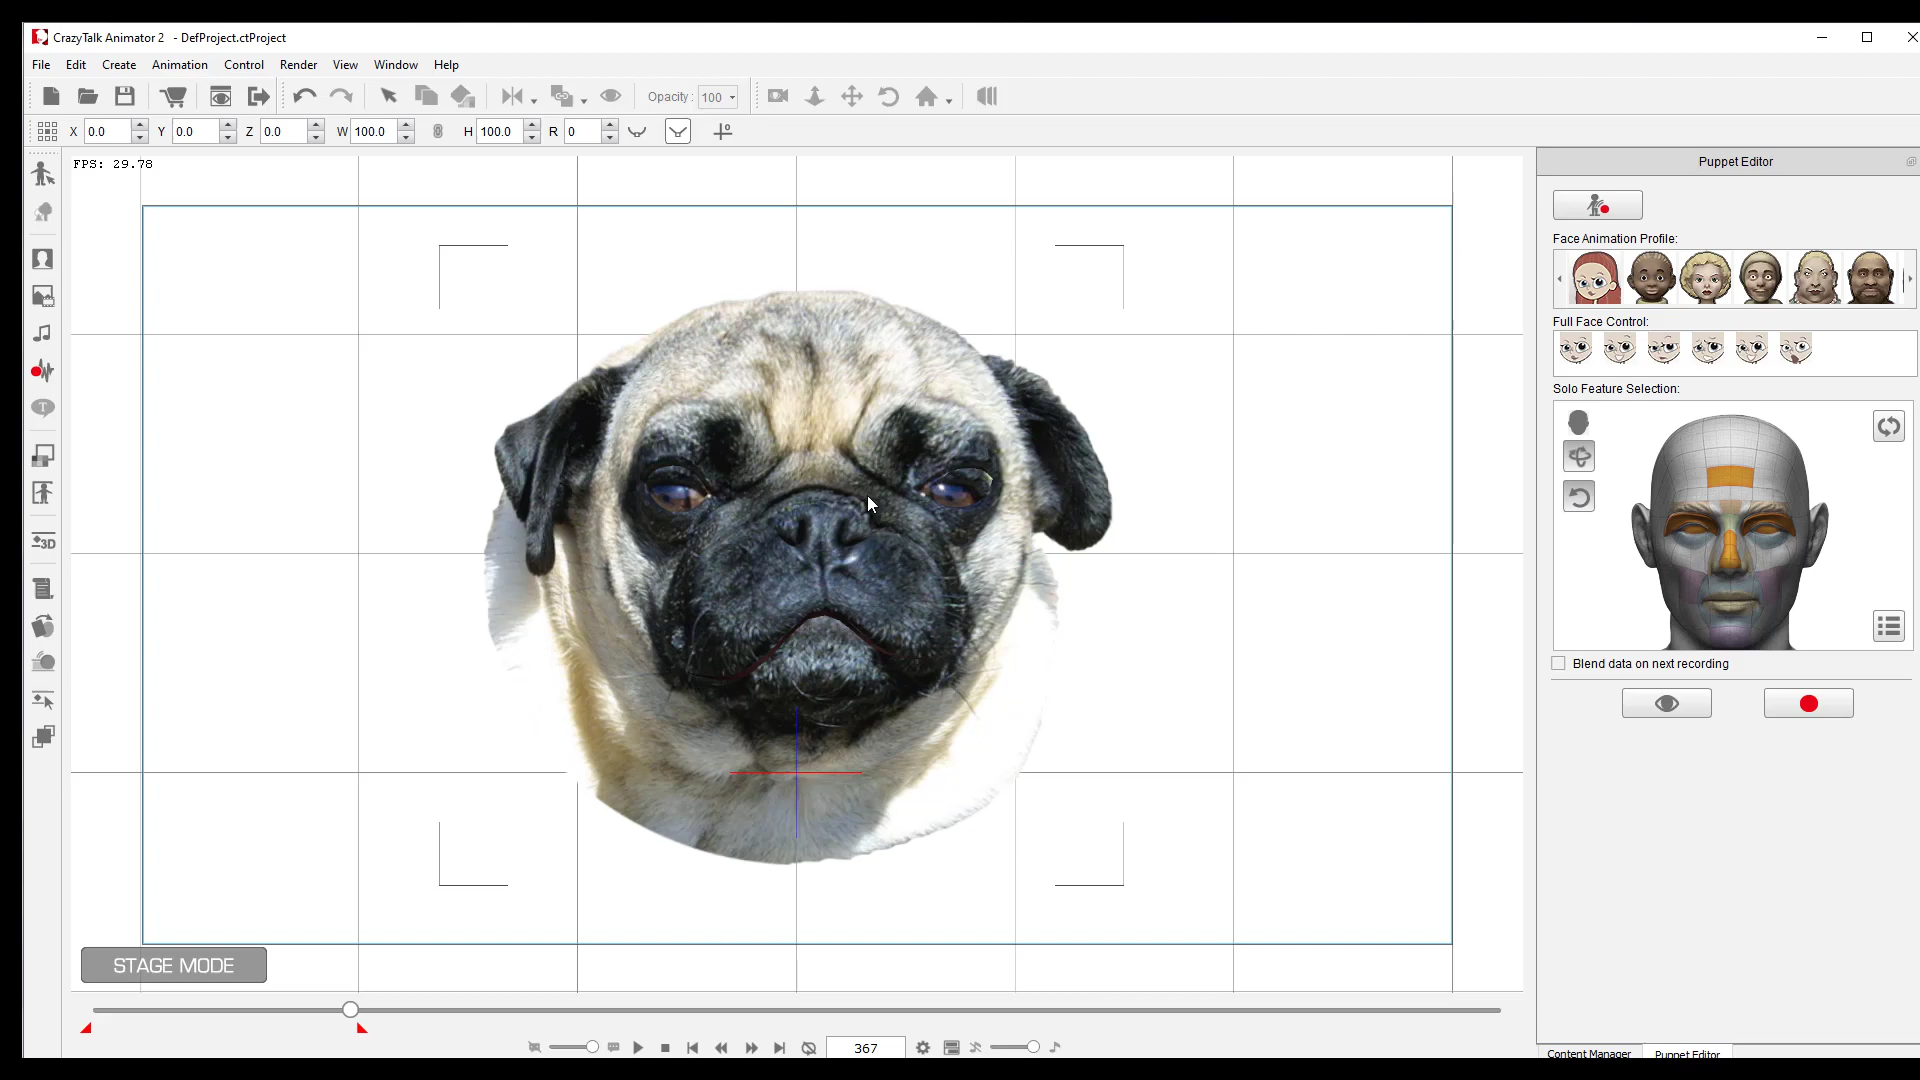 CrazyTalk Animator 2 - DefProject.ctProject
File Edit Create Animation Control Render View Window Help
Opacity : 100
X 0.0 Y 0.0 Z 0.0 W 100.0 H 100.0 R 0
FPS: 29.78
Puppet Editor
Face Animation Profile:
Full Face Control:
Solo Feature Selection:
T
3D
Blend data on next recording
STAGE MODE
367
Content Manager Puppet Editor